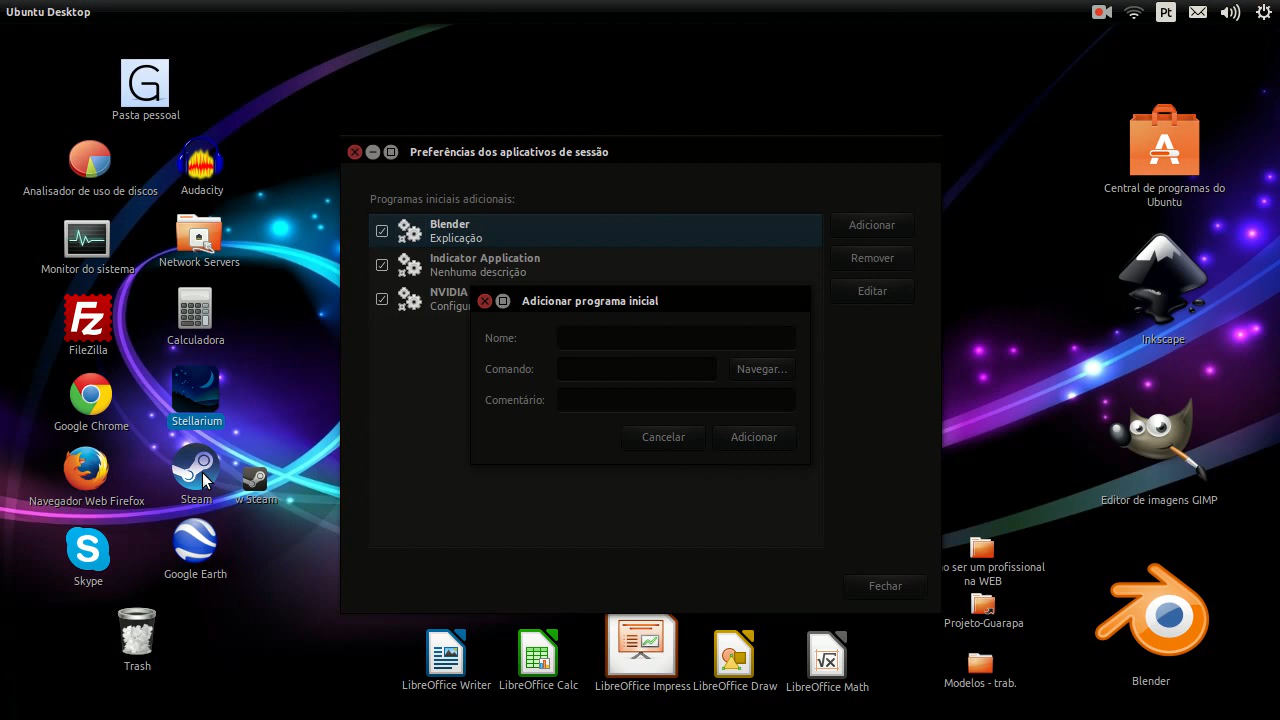 Ubuntu Desktop
Pt
Pasta pessoal
Analisador de uso de discos
Audacity
Monitor do sistema
Network Servers
FileZilla
Calculadora
Google Chrome
Stellarium
Navegador Web Firefox
Steam
w Steam
Skype
Google Earth
Trash
Preferências dos aplicativos de sessão
Programas iniciais adicionais:
Blender
Explicação
Indicator Application
Nenhuma descrição
NVIDIA
Configu
Adicionar
Remover
Editar
Adicionar programa inicial
Nome:
Comando:
Navegar...
Comentário:
Cancelar
Adicionar
Fechar
LibreOffice Writer
LibreOffice Calc
LibreOffice Impress
LibreOffice Draw
LibreOffice Math
Central de programas do
Ubuntu
Inkscape
Editor de imagens GIMP
o ser um profissional
na WEB
Projeto-Guarapa
Modelos - trab.
Blender